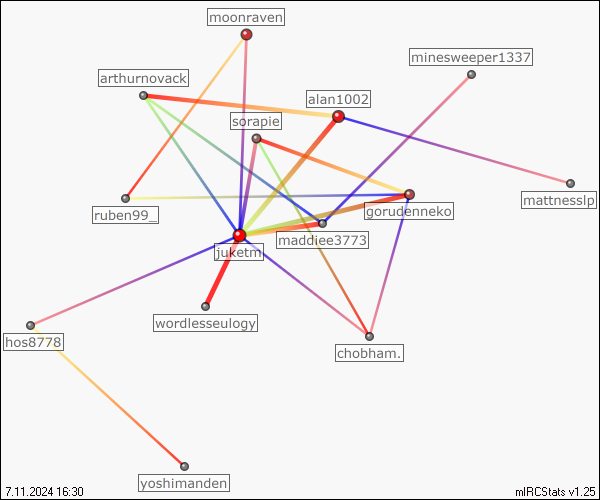 moonraven
minesweeper1337
arthurnovack
alan1002
sorapie
mattnesslp
ruben99_
gorudenneko
maddiee3773
juketm
wordlesseulogy
hos8778
chobham.
yoshimanden
7.11.2024 16:30
mIRCStats v1.25